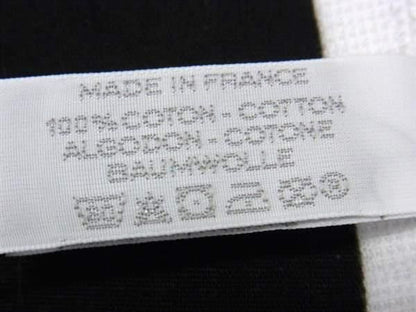 MADE IN FRANCE
100% COTON - COTTON
ALGODON - COTONE
BAUMWOLLE